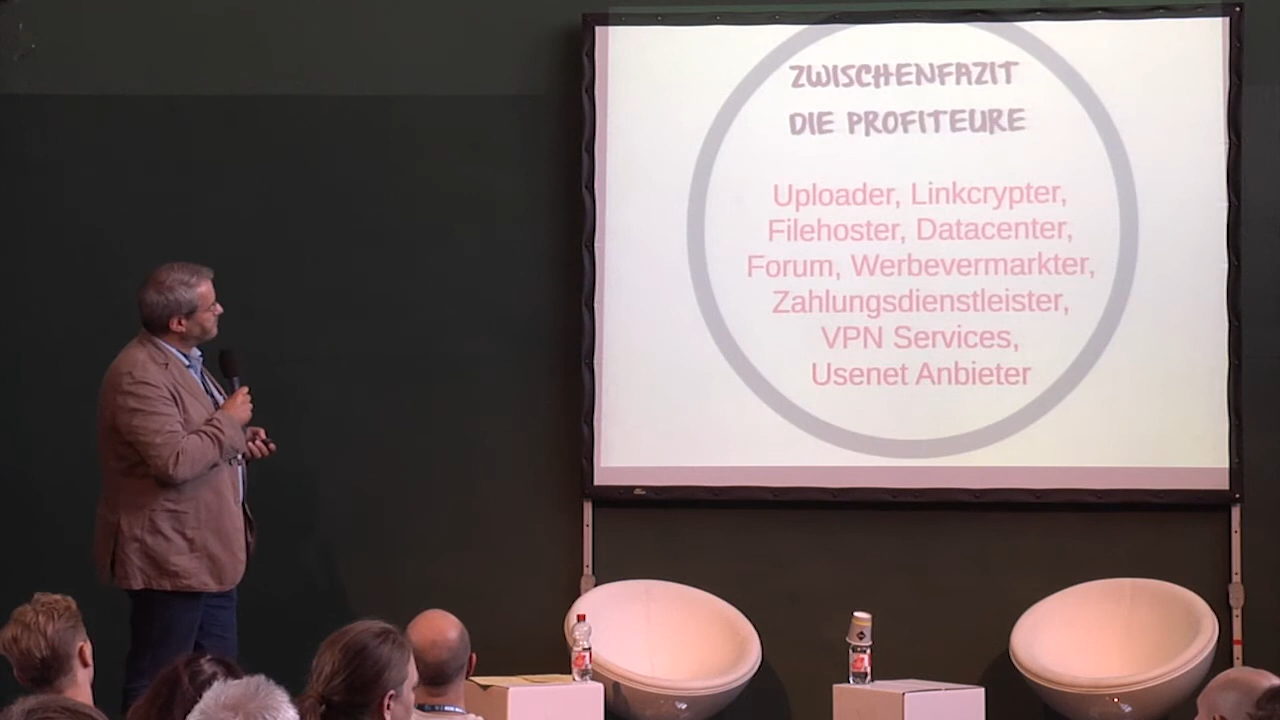 ZWISCHENFAZIT
DIE PROFITEURE
Uploader, Linkcrypter,
Filehoster, Datacenter,
Forum, Werbevermarkter,
Zahlungsdienstleister,
VPN Services,
Usenet Anbieter